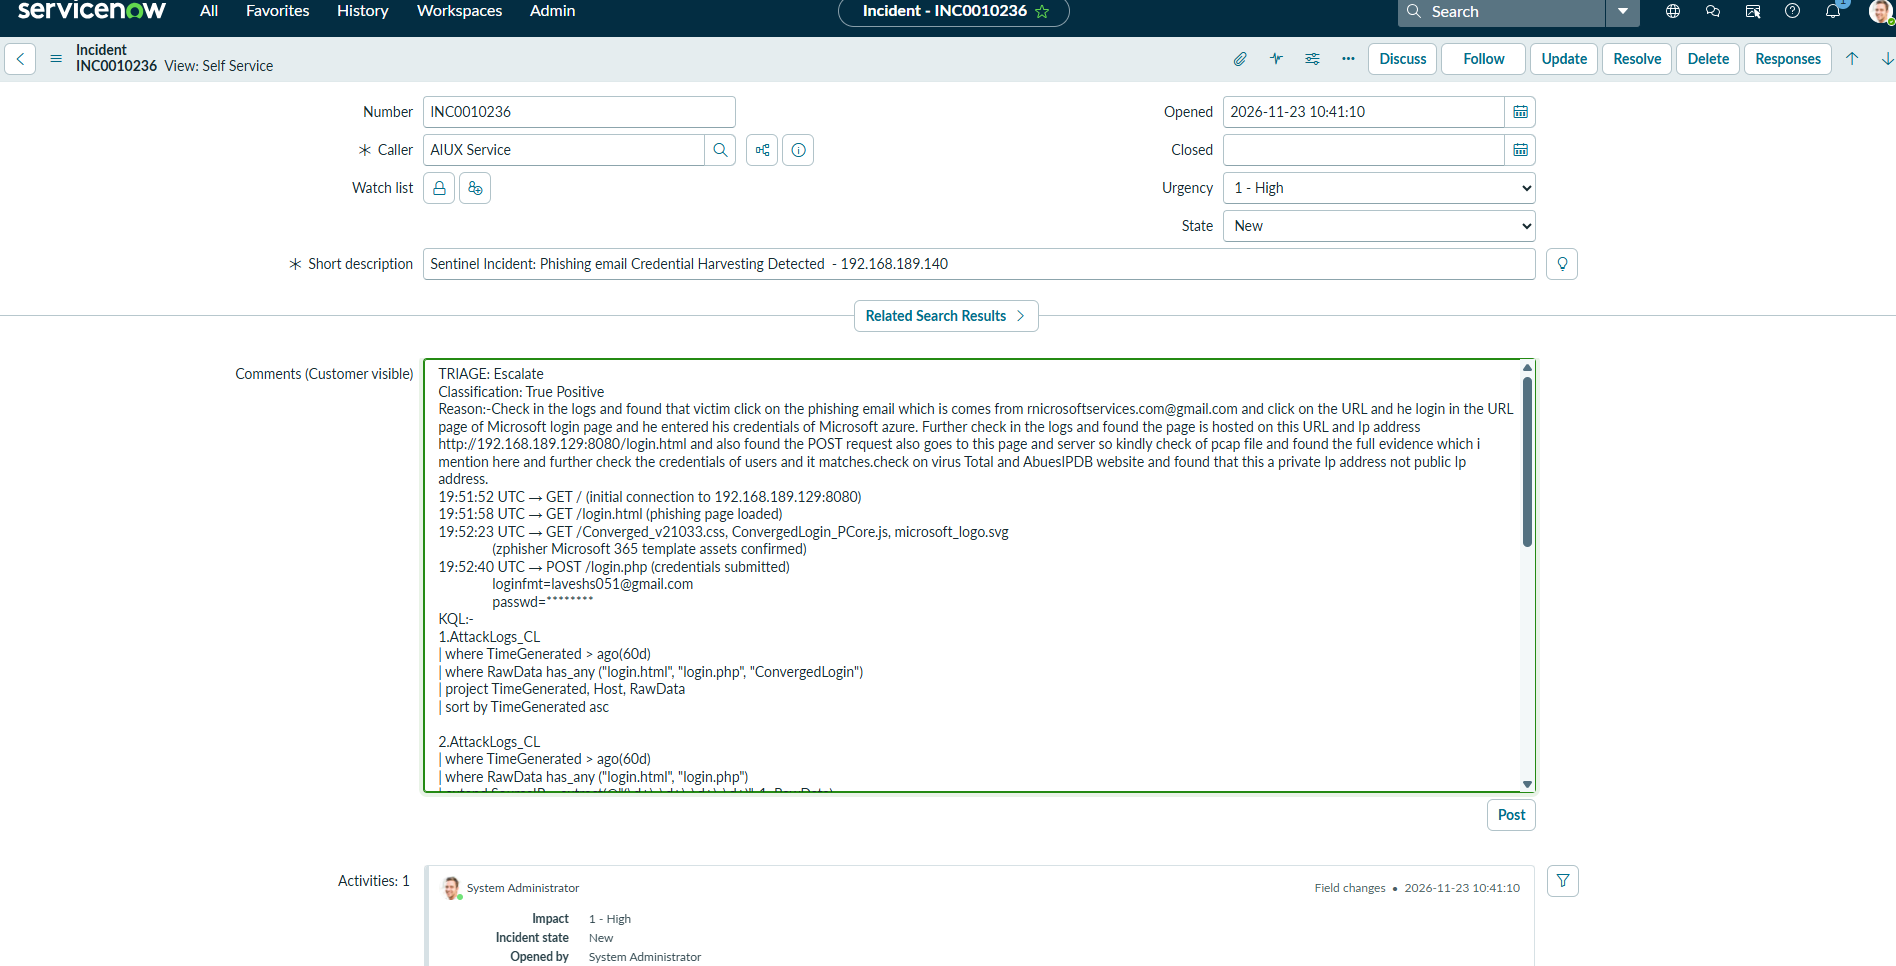 servicenow
All
Favorites
History
Workspaces
Admin
Incident - INC0010236
Search
1
Incident
INC0010236 View: Self Service
Discuss
Follow
Update
Resolve
Delete
Responses
Number
INC0010236
Opened
2026-11-23 10:41:10
Caller
AIUX Service
Closed
Watch list
Urgency
1 - High
State
New
Short description
Sentinel Incident: Phishing email Credential Harvesting Detected  - 192.168.189.140
Related Search Results
Comments (Customer visible)
TRIAGE: Escalate
Classification: True Positive
Reason:-Check in the logs and found that victim click on the phishing email which is comes from rnicrosoftservices.com@gmail.com and click on the URL and he login in the URL
page of Microsoft login page and he entered his credentials of Microsoft azure. Further check in the logs and found the page is hosted on this URL and Ip address
http://192.168.189.129:8080/login.html and also found the POST request also goes to this page and server so kindly check of pcap file and found the full evidence which i
mention here and further check the credentials of users and it matches.check on virus Total and AbuesIPDB website and found that this a private Ip address not public Ip
address.
19:51:52 UTC → GET / (initial connection to 192.168.189.129:8080)
19:51:58 UTC → GET /login.html (phishing page loaded)
19:52:23 UTC → GET /Converged_v21033.css, ConvergedLogin_PCore.js, microsoft_logo.svg
(zphisher Microsoft 365 template assets confirmed)
19:52:40 UTC → POST /login.php (credentials submitted)
loginfmt=laveshs051@gmail.com
passwd=********
KQL:-
1.AttackLogs_CL
| where TimeGenerated > ago(60d)
| where RawData has_any ("login.html", "login.php", "ConvergedLogin")
| project TimeGenerated, Host, RawData
| sort by TimeGenerated asc
2.AttackLogs_CL
| where TimeGenerated > ago(60d)
| where RawData has_any ("login.html", "login.php")
Post
Activities: 1
System Administrator
Field changes • 2026-11-23 10:41:10
Impact 1 - High
Incident state New
Opened by System Administrator